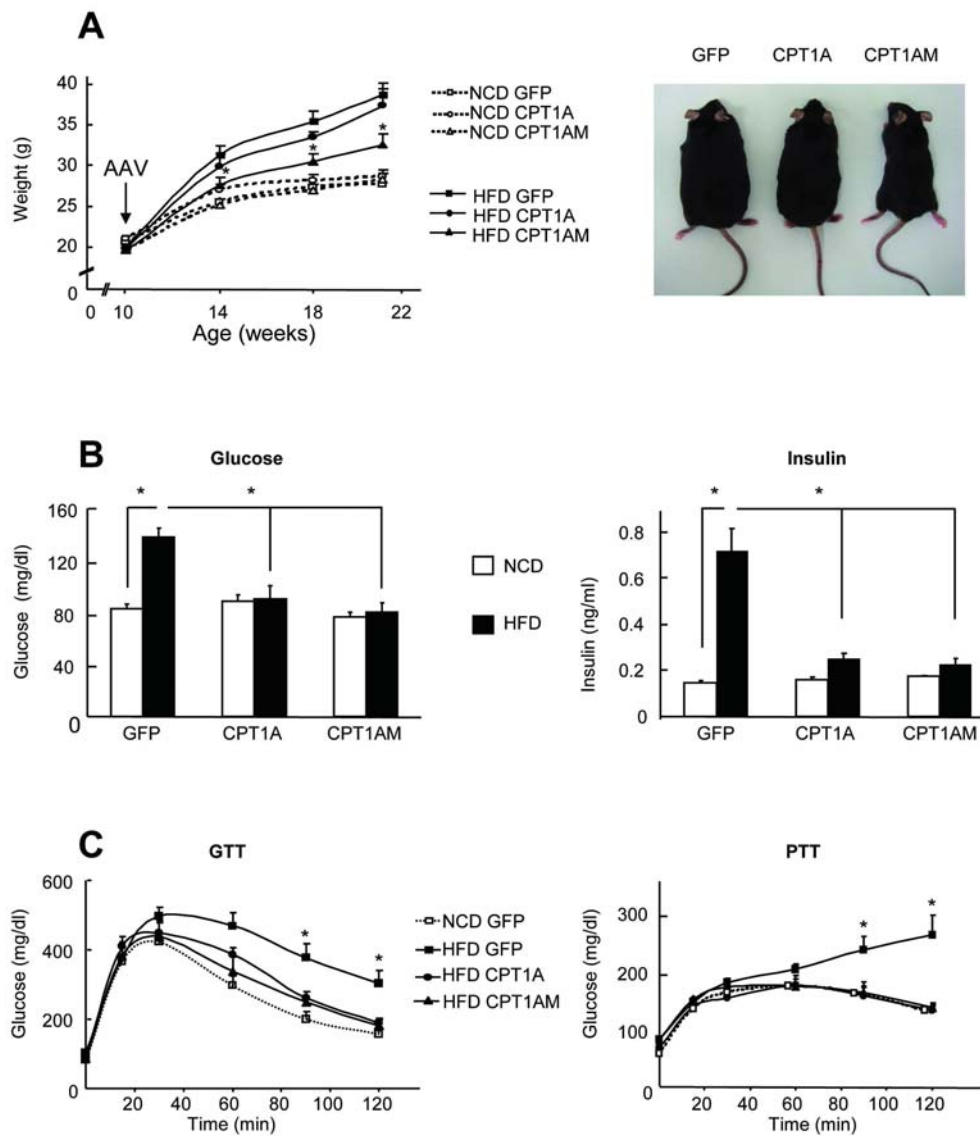 A
GFP CPT1A CPT1AM
40
35
30
25
20
0
Weight (g)
AAV
*
*
*
NCD GFP
NCD CPT1A
NCD CPT1AM
HFD GFP
HFD CPT1A
HFD CPT1AM
0 10 14 18 22
Age (weeks)
B
Glucose
* *
160
120
80
40
0
Glucose (mg/dl)
GFP CPT1A CPT1AM
NCD
HFD
Insulin
* *
0.8
0.6
0.4
0.2
0
Insulin (ng/ml)
GFP CPT1A CPT1AM
C
GTT
600
400
200
0
Glucose (mg/dl)
* *
20 40 60 80 100 120
Time (min)
NCD GFP
HFD GFP
HFD CPT1A
HFD CPT1AM
PTT
300
200
100
0
Glucose (mg/dl)
* *
20 40 60 80 100 120
Time (min)